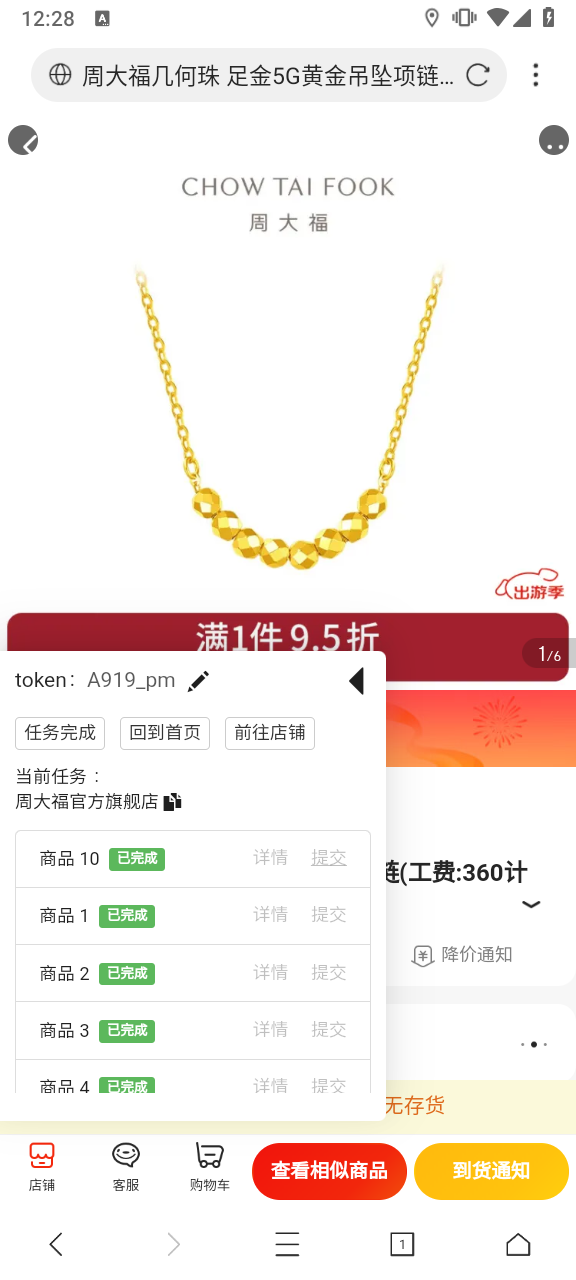 12:28
A
周大福几何珠 足金5G黄金吊坠项链...
CHOW TAI FOOK
周大福
出游季
满1件9.5折
1/6
token: A919_pm
任务完成
回到首页
前往店铺
当前任务：
周大福官方旗舰店
商品 10 已完成 详情 提交
商品 1 已完成 详情 提交
商品 2 已完成 详情 提交
商品 3 已完成 详情 提交
商品 4 已完成 详情 提交
链(工费:360计
降价通知
无存货
店铺
客服
购物车
查看相似商品
到货通知
1